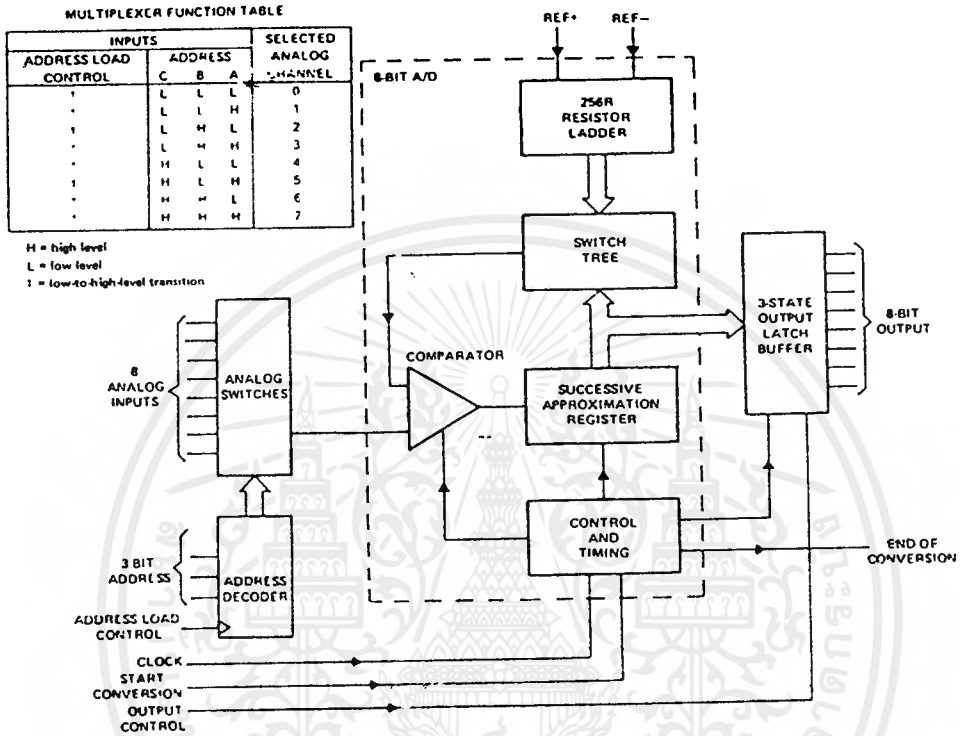 MULTIPLEXER FUNCTION TABLE
INPUTS
SELECTED
ANALOG
CHANNEL
ADDRESS LOAD
CONTROL
ADDRESS
C B A
L L L 0
L L H 1
1 L H L 2
L H H 3
H L L 4
1 H L H 5
H H L 6
H H H 7
H = high level
L = low level
1 = low-to-high-level transition
REF+ REF−
8-BIT A/D
256R
RESISTOR
LADDER
SWITCH
TREE
3-STATE
OUTPUT
LATCH
BUFFER
8-BIT
OUTPUT
COMPARATOR
8
ANALOG
INPUTS
ANALOG
SWITCHES
SUCCESSIVE
APPROXIMATION
REGISTER
CONTROL
AND
TIMING
END OF
CONVERSION
3 BIT
ADDRESS
ADDRESS
DECODER
ADDRESS LOAD
CONTROL
CLOCK
START
CONVERSION
OUTPUT
CONTROL